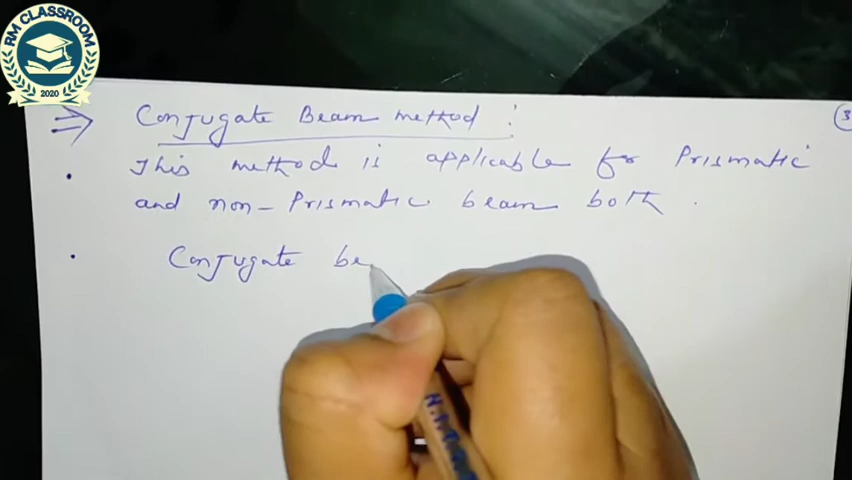 RM CLASSROOM
2020
⇒ Conjugate Beam method :
3
• This method is applicable for Prismatic
and non-Prismatic beam both .
• Conjugate be